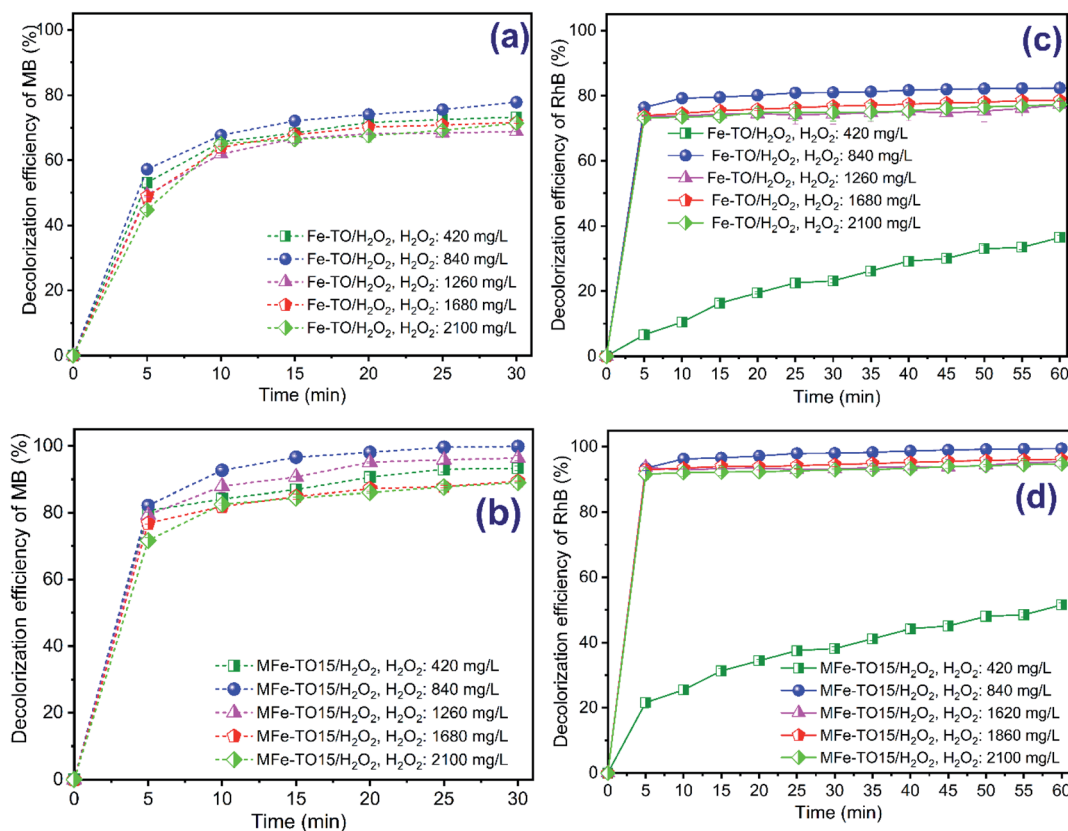 (a)
Decolorization efficiency of MB (%)
100
80
60
40
20
0
Fe-TO/H₂O₂, H₂O₂: 420 mg/L
Fe-TO/H₂O₂, H₂O₂: 840 mg/L
Fe-TO/H₂O₂, H₂O₂: 1260 mg/L
Fe-TO/H₂O₂, H₂O₂: 1680 mg/L
Fe-TO/H₂O₂, H₂O₂: 2100 mg/L
0 5 10 15 20 25 30
Time (min)
(c)
Decolorization efficiency of RhB (%)
100
80
60
40
20
0
Fe-TO/H₂O₂, H₂O₂: 420 mg/L
Fe-TO/H₂O₂, H₂O₂: 840 mg/L
Fe-TO/H₂O₂, H₂O₂: 1260 mg/L
Fe-TO/H₂O₂, H₂O₂: 1680 mg/L
Fe-TO/H₂O₂, H₂O₂: 2100 mg/L
0 5 10 15 20 25 30 35 40 45 50 55 60
Time (min)
(b)
Decolorization efficiency of MB (%)
100
80
60
40
20
0
MFe-TO15/H₂O₂, H₂O₂: 420 mg/L
MFe-TO15/H₂O₂, H₂O₂: 840 mg/L
MFe-TO15/H₂O₂, H₂O₂: 1260 mg/L
MFe-TO15/H₂O₂, H₂O₂: 1680 mg/L
MFe-TO15/H₂O₂, H₂O₂: 2100 mg/L
0 5 10 15 20 25 30
Time (min)
(d)
Decolorization efficiency of RhB (%)
100
80
60
40
20
0
MFe-TO15/H₂O₂, H₂O₂: 420 mg/L
MFe-TO15/H₂O₂, H₂O₂: 840 mg/L
MFe-TO15/H₂O₂, H₂O₂: 1620 mg/L
MFe-TO15/H₂O₂, H₂O₂: 1860 mg/L
MFe-TO15/H₂O₂, H₂O₂: 2100 mg/L
0 5 10 15 20 25 30 35 40 45 50 55 60
Time (min)